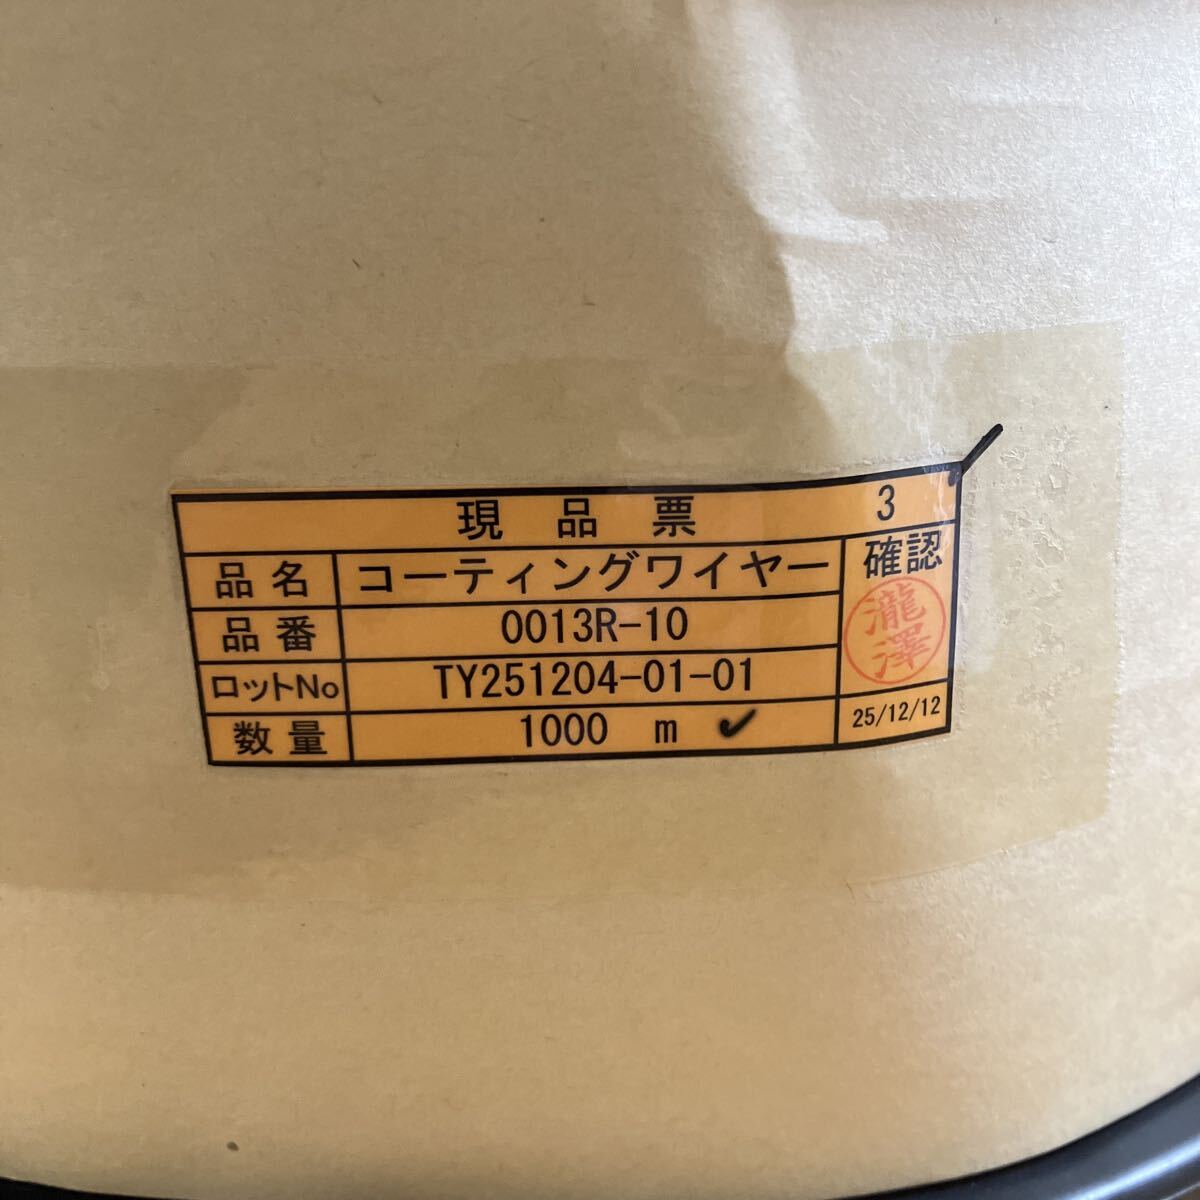 現品票 3
品名 コーティングワイヤー 確認
品番 0013R-10
瀧澤
ロットNo TY251204-01-01
数量 1000 m ✔ 25/12/12